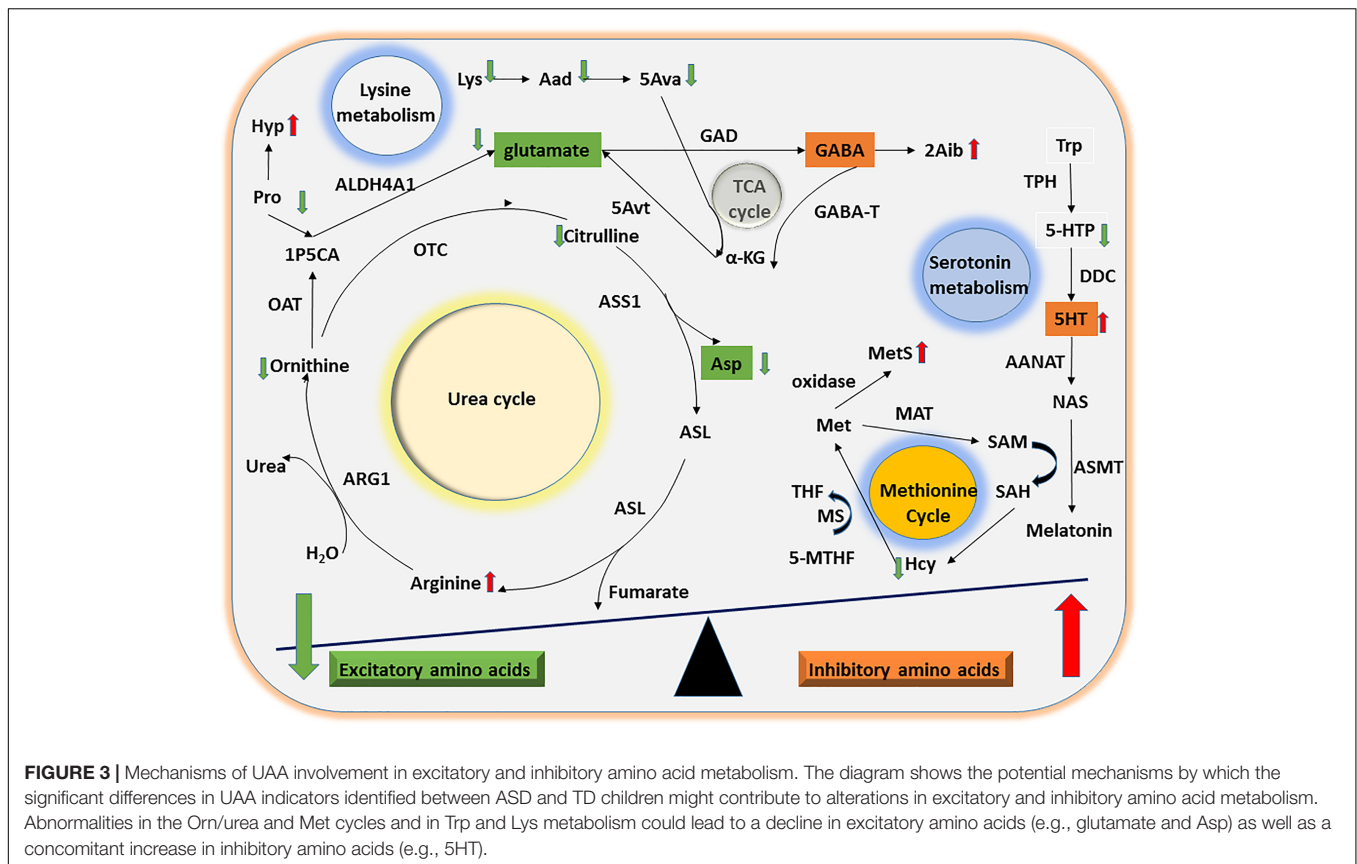 Lys Aad 5Ava
Lysine
metabolism
Hyp
GAD
glutamate GABA 2Aib Trp
ALDH4A1
TCA
cycle
TPH
Pro
5Avt GABA-T
5-HTP
OTC Citrulline
1P5CA α-KG
Serotonin
metabolism
DDC
OAT ASS1
5HT
Ornithine Asp MetS AANAT
oxidase
Urea cycle NAS
Met MAT
ASL SAM
Urea ASMT
ARG1 THF Methionine
Cycle
SAH
MS
ASL Melatonin
H2O 5-MTHF Hcy
Arginine Fumarate
Excitatory amino acids Inhibitory amino acids
FIGURE 3 | Mechanisms of UAA involvement in excitatory and inhibitory amino acid metabolism. The diagram shows the potential mechanisms by which the
significant differences in UAA indicators identified between ASD and TD children might contribute to alterations in excitatory and inhibitory amino acid metabolism.
Abnormalities in the Orn/urea and Met cycles and in Trp and Lys metabolism could lead to a decline in excitatory amino acids (e.g., glutamate and Asp) as well as a
concomitant increase in inhibitory amino acids (e.g., 5HT).